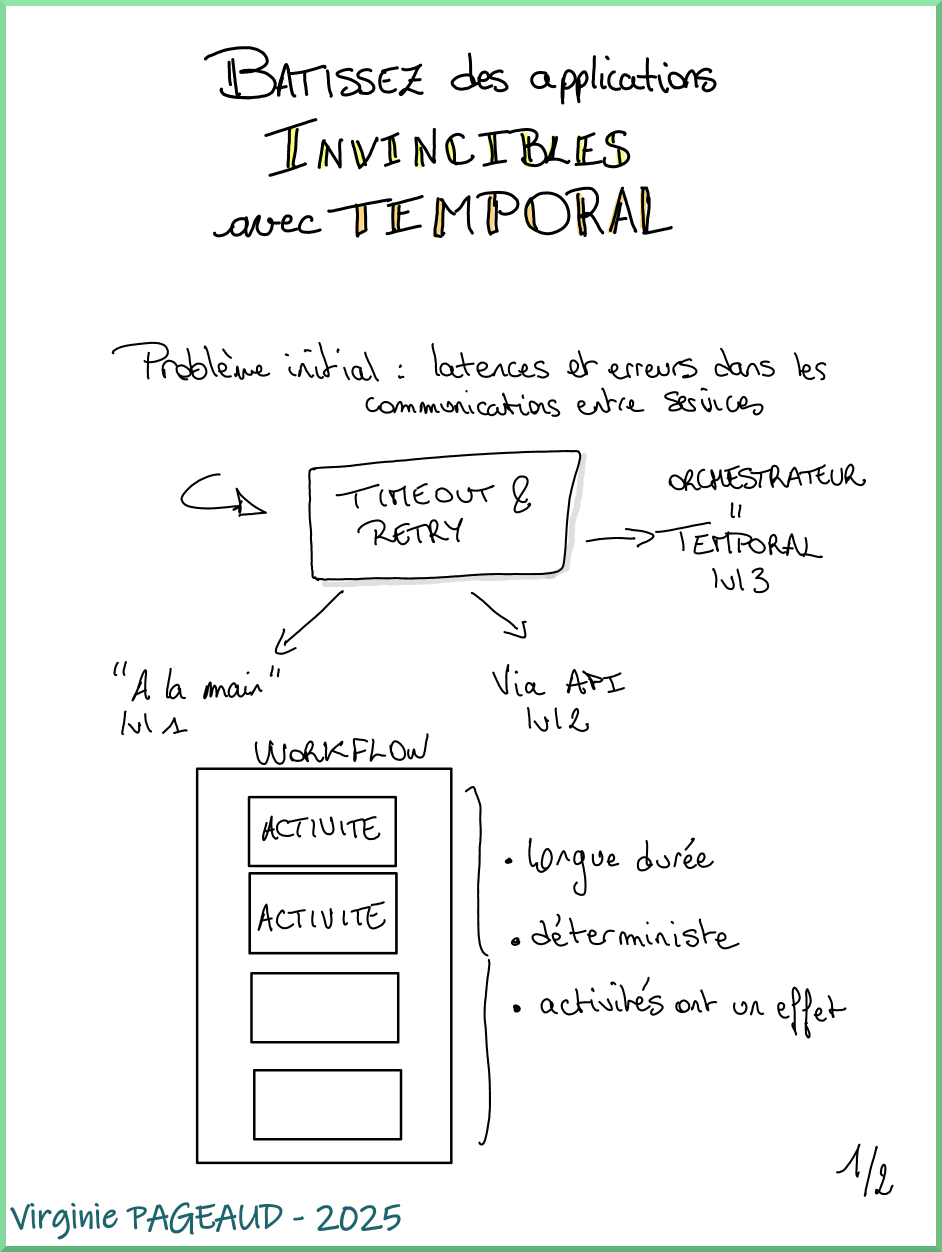 BATISSEZ des applications
INVINCIBLES
avec TEMPORAL
Problème initial : latences et erreurs dans les
communications entre services
TIMEOUT &
RETRY
ORCHESTRATEUR
"
TEMPORAL
lvl 3
"A la main"
lvl 1
Via API
lvl 2
WORKFLOW
ACTIVITE
ACTIVITE
• longue durée
• déterministe
• activités ont un effet
1/2
Virginie PAGEAUD - 2025